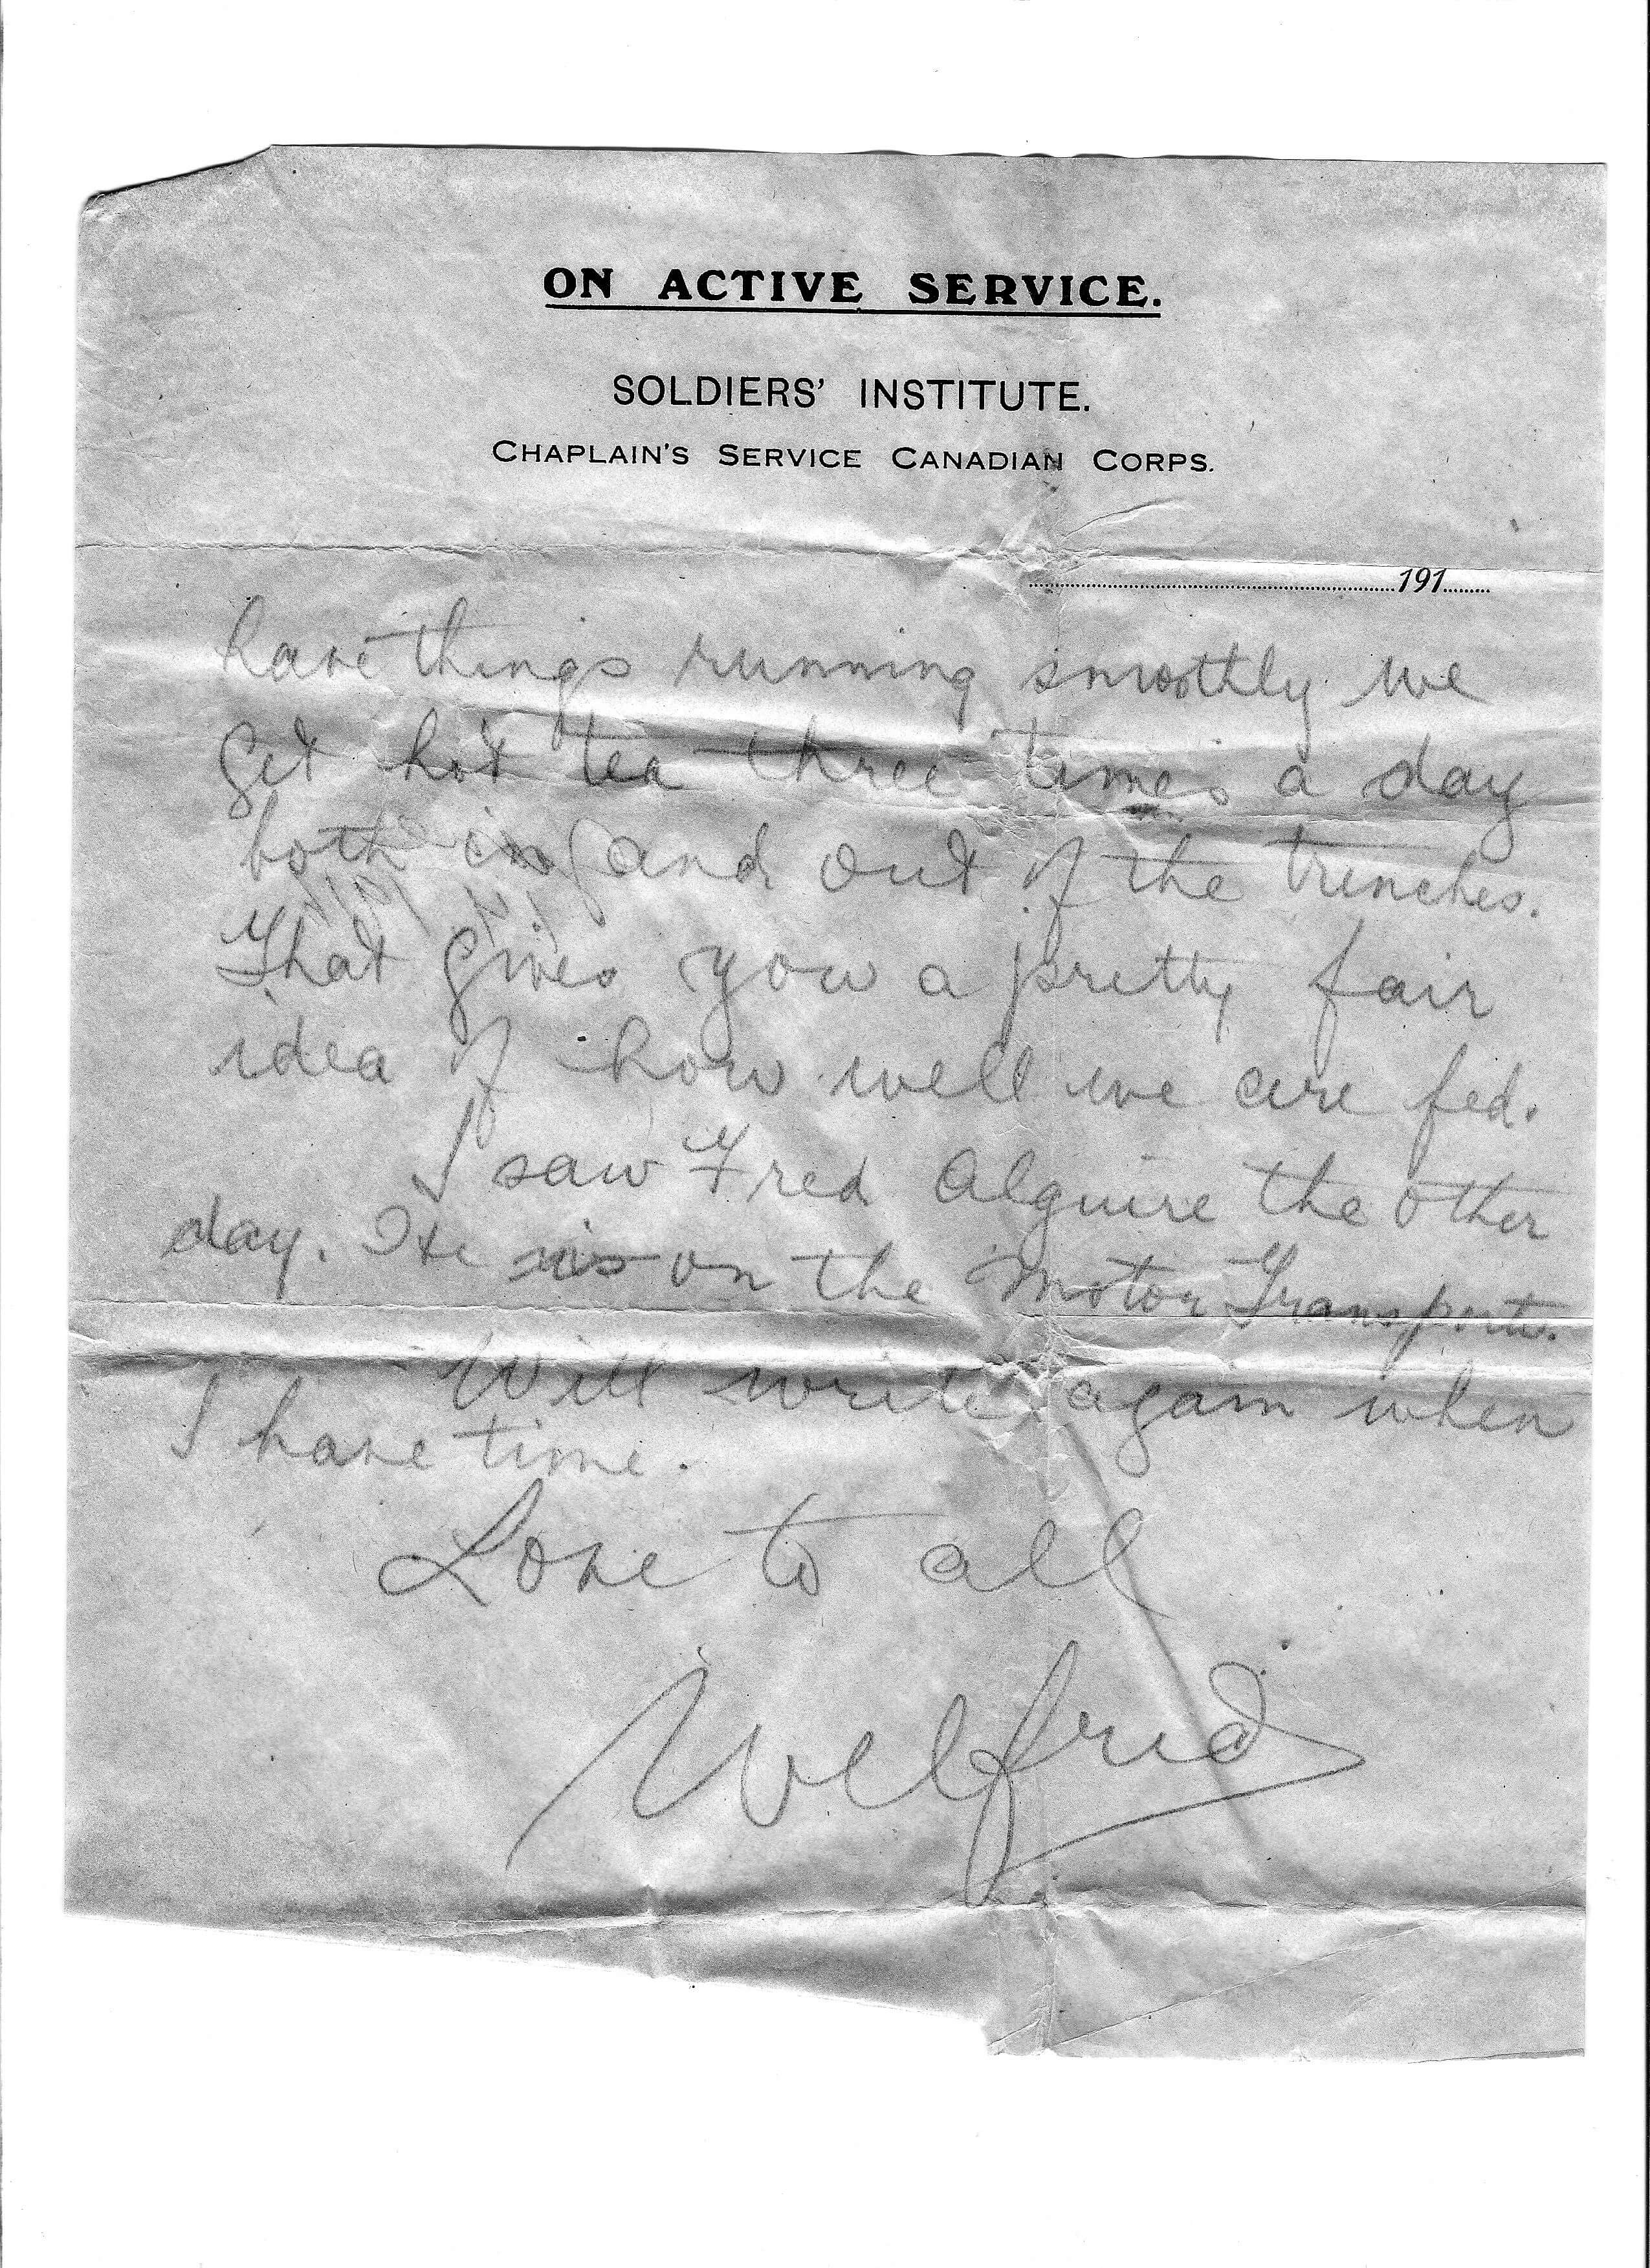 ON ACTIVE SERVICE.
SOLDIERS' INSTITUTE.
CHAPLAIN'S SERVICE CANADIAN CORPS.
191
have things running smoothly we
get hot tea three times a day
both in and out of the trenches.
That gives you a pretty fair
idea of how well we are fed.
I saw Fred Alguire the other
day. He is on the Motor Transports.
Will write again when
I have time.
Love to all
Wilfrid